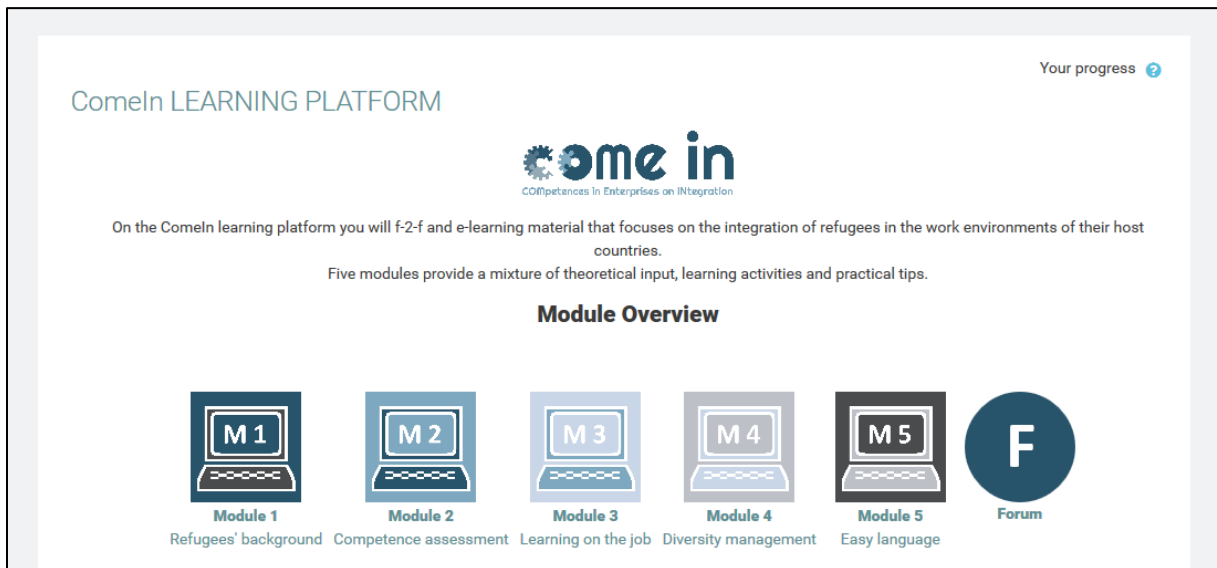 Your progress
ComeIn LEARNING PLATFORM
come in
COMpetences in Enterprises on INtegration
On the ComeIn learning platform you will f-2-f and e-learning material that focuses on the integration of refugees in the work environments of their host
countries.
Five modules provide a mixture of theoretical input, learning activities and practical tips.
Module Overview
M 1 M 2 M 3 M 4 M 5 F
Module 1 Module 2 Module 3 Module 4 Module 5 Forum
Refugees' background Competence assessment Learning on the job Diversity management Easy language